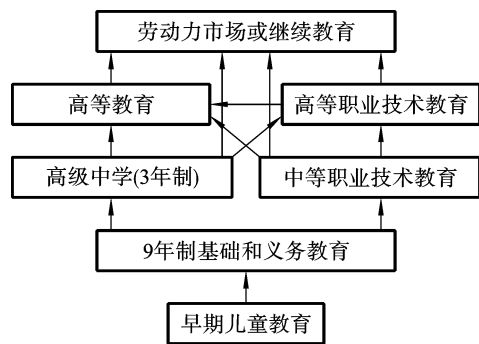 劳动力市场或继续教育
高等教育
高等职业技术教育
高级中学(3年制)
中等职业技术教育
9年制基础和义务教育
早期儿童教育